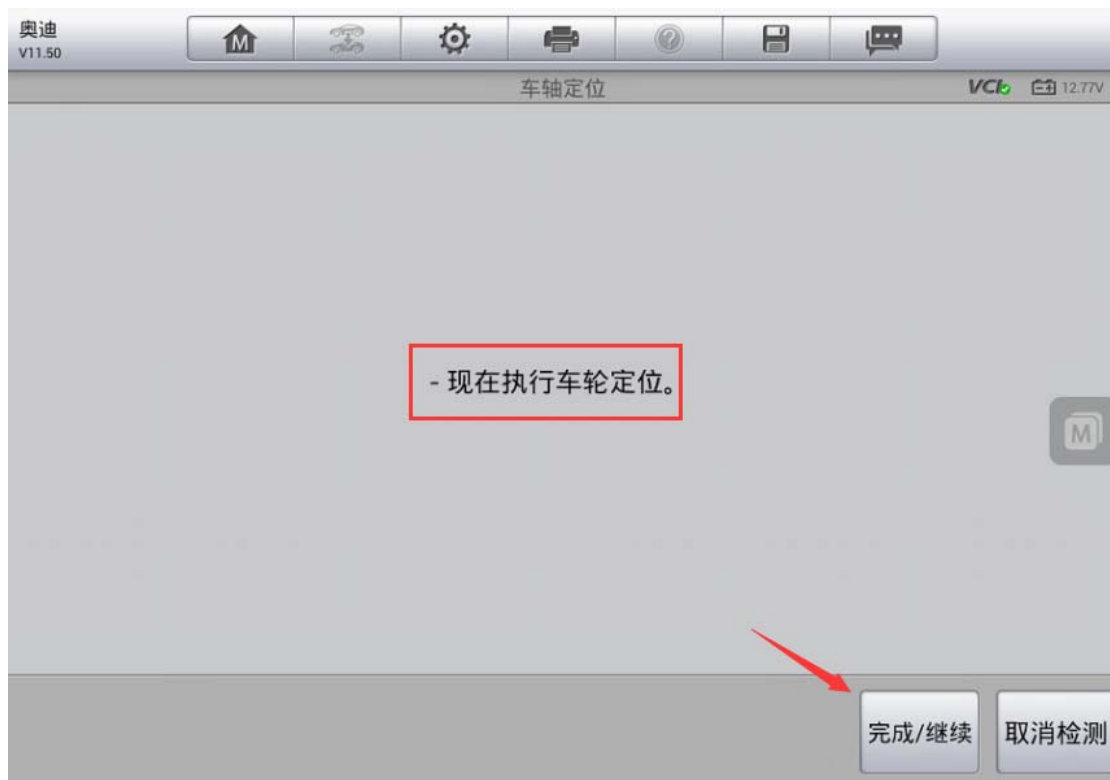 奥迪
V11.50
M
?
车轴定位
VCI
12.77V
- 现在执行车轮定位。
M
完成/继续
取消检测